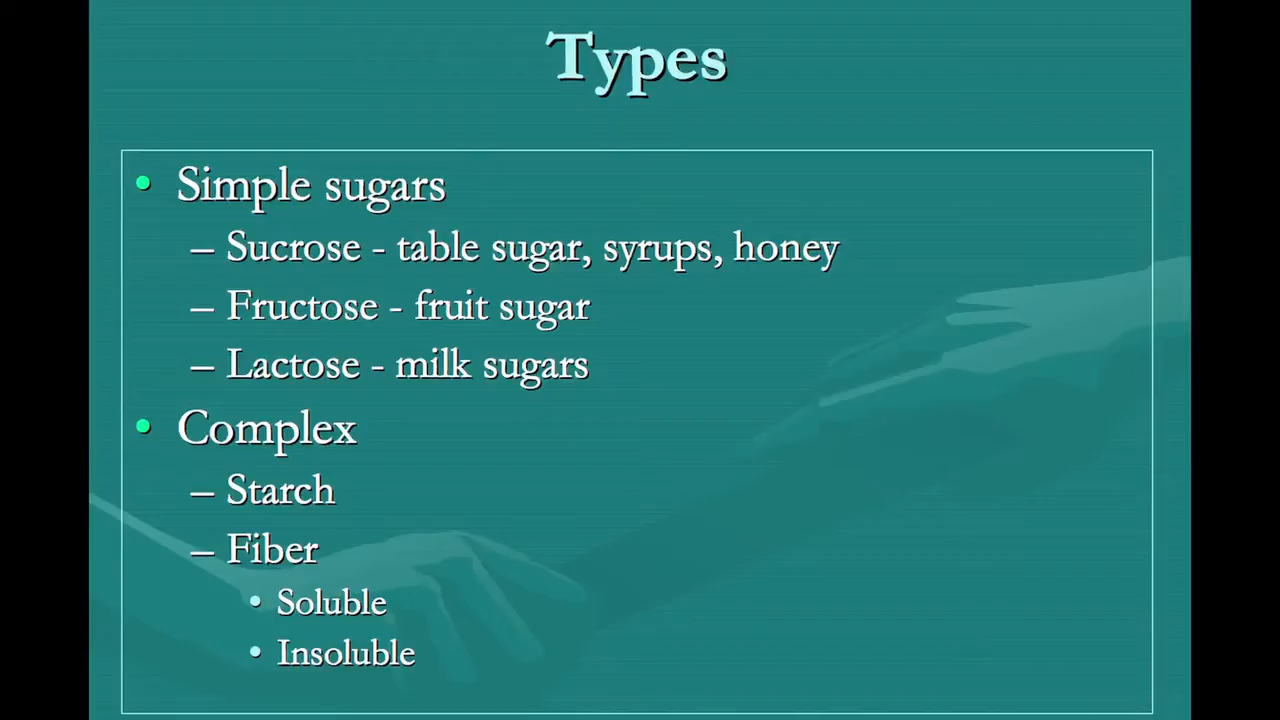 Types
• Simple sugars
– Sucrose - table sugar, syrups, honey
– Fructose - fruit sugar
– Lactose - milk sugars
• Complex
– Starch
– Fiber
• Soluble
• Insoluble